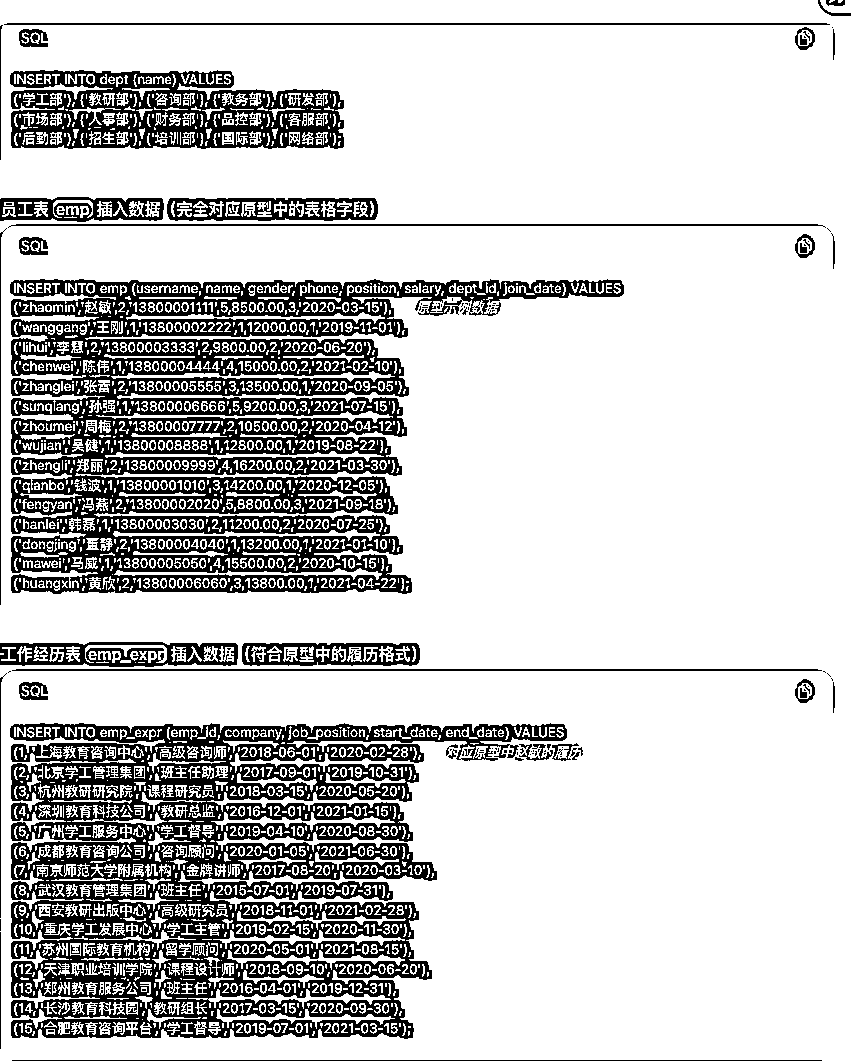 SQL
INSERT INTO dept (name) VALUES
('学工部'), ('教研部'), ('咨询部'), ('教务部'), ('研发部'),
('市场部'), ('人事部'), ('财务部'), ('品控部'), ('客服部'),
('后勤部'), ('招生部'), ('培训部'), ('国际部'), ('网络部');
员工表 emp 插入数据（完全对应原型中的表格字段）
SQL
INSERT INTO emp (username, name, gender, phone, position, salary, dept_id, join_date) VALUES
('zhaomin','赵敏',2,'13800001111',5,8500.00,3,'2020-03-15'), 原型示例数据
('wanggang','王刚',1,'13800002222',1,12000.00,1,'2019-11-01'),
('lihui','李慧',2,'13800003333',2,9800.00,2,'2020-06-20'),
('chenwei','陈伟',1,'13800004444',4,15000.00,2,'2021-02-10'),
('zhanglei','张蕾',2,'13800005555',3,13500.00,1,'2020-09-05'),
('sunqiang','孙强',1,'13800006666',5,9200.00,3,'2021-07-15'),
('zhoumei','周梅',2,'13800007777',2,10500.00,2,'2020-04-12'),
('wujian','吴健',1,'13800008888',1,12800.00,1,'2019-08-22'),
('zhengli','郑丽',2,'13800009999',4,16200.00,2,'2021-03-30'),
('qianbo','钱波',1,'13800001010',3,14200.00,1,'2020-12-05'),
('fengyan','冯燕',2,'13800002020',5,8800.00,3,'2021-09-18'),
('hanlei','韩磊',1,'13800003030',2,11200.00,2,'2020-07-25'),
('dongjing','董静',2,'13800004040',1,13200.00,1,'2021-01-10'),
('mawei','马威',1,'13800005050',4,15500.00,2,'2020-10-15'),
('huangxin','黄欣',2,'13800006060',3,13800.00,1,'2021-04-22');
工作经历表 emp_expr 插入数据（符合原型中的履历格式）
SQL
INSERT INTO emp_expr (emp_id, company, job_position, start_date, end_date) VALUES
(1, '上海教育咨询中心', '高级咨询师', '2018-06-01', '2020-02-28'), 对应原型中赵敏的履历
(2, '北京学工管理集团', '班主任助理', '2017-09-01', '2019-10-31'),
(3, '杭州教研研究院', '课程研究员', '2018-03-15', '2020-05-20'),
(4, '深圳教育科技公司', '教研总监', '2016-12-01', '2021-01-15'),
(5, '广州学工服务中心', '学工督导', '2019-04-10', '2020-08-30'),
(6, '成都教育咨询公司', '咨询顾问', '2020-01-05', '2021-06-30'),
(7, '南京师范大学附属机构', '金牌讲师', '2017-08-20', '2020-03-10'),
(8, '武汉教育管理集团', '班主任', '2015-07-01', '2019-07-31'),
(9, '西安教研出版中心', '高级研究员', '2018-11-01', '2021-02-28'),
(10, '重庆学工发展中心', '学工主管', '2019-02-15', '2020-11-30'),
(11, '苏州国际教育机构', '留学顾问', '2020-05-01', '2021-08-15'),
(12, '天津职业培训学院', '课程设计师', '2018-09-10', '2020-06-20'),
(13, '郑州教育服务公司', '班主任', '2016-04-01', '2019-12-31'),
(14, '长沙教育科技园', '教研组长', '2017-03-15', '2020-09-30'),
(15, '合肥教育咨询平台', '学工督导', '2019-07-01', '2021-03-15');